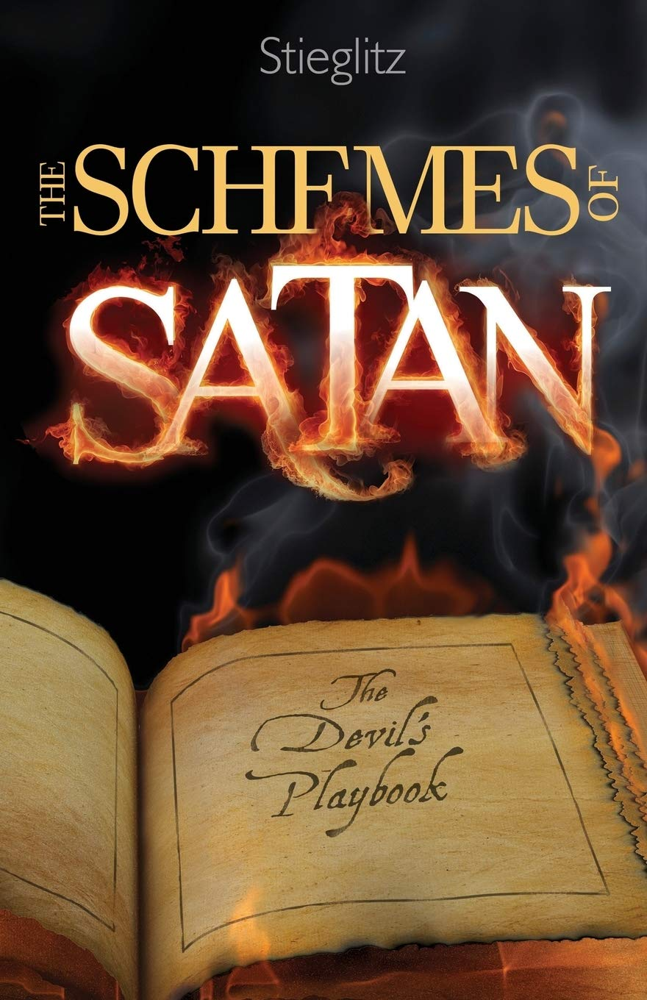 Stieglitz
THE SCHEMES OF
SATAN
The
Devil's
Playbook